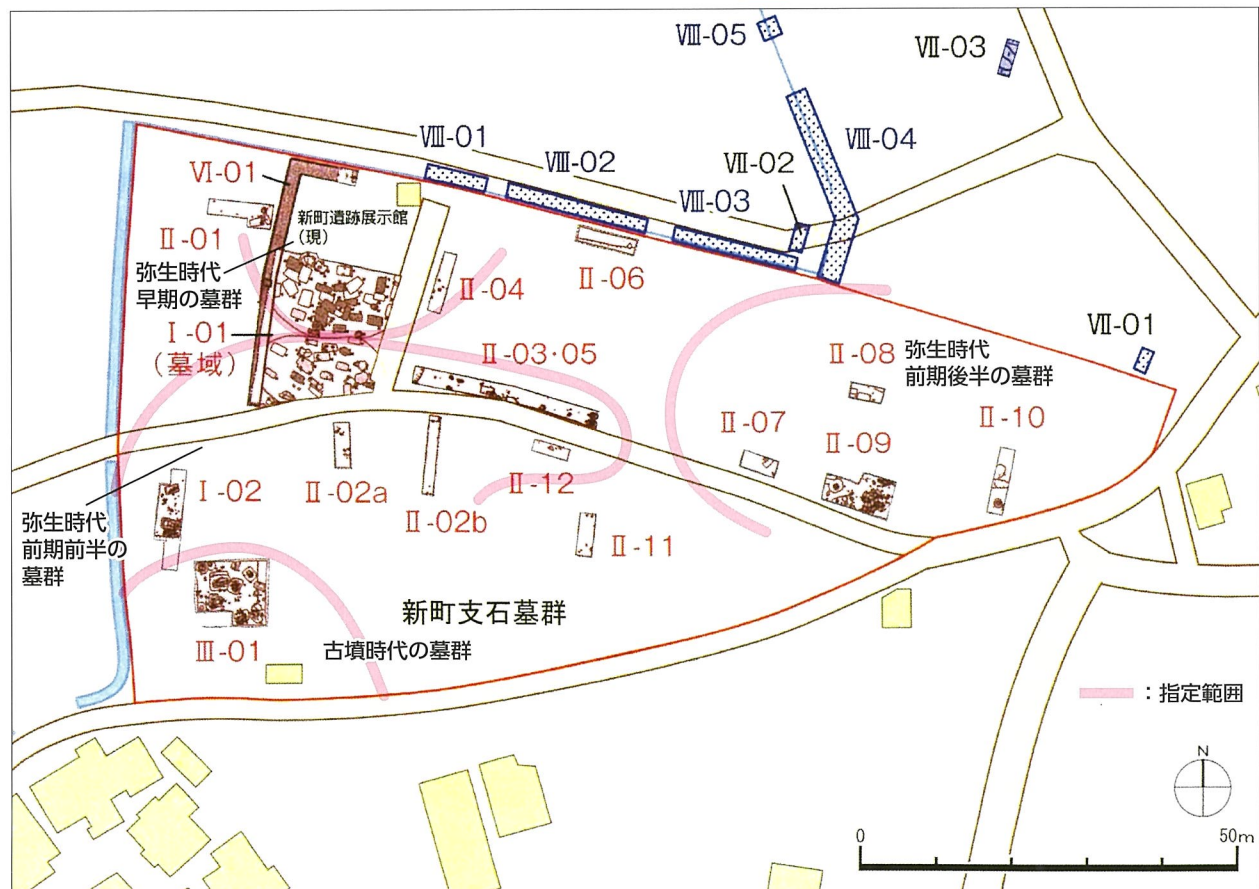 Ⅷ-05
Ⅶ-03
Ⅷ-01
Ⅷ-02
Ⅶ-02
Ⅷ-04
Ⅵ-01
Ⅷ-03
新町遺跡展示館
(現)
Ⅱ-01
弥生時代
早期の墓群
Ⅱ-04
Ⅱ-06
Ⅰ-01
(墓域)
Ⅱ-03・05
Ⅶ-01
Ⅱ-08
弥生時代
前期後半の墓群
Ⅱ-10
Ⅱ-07
Ⅱ-09
Ⅰ-02
Ⅱ-02a
Ⅱ-02b
Ⅱ-12
Ⅱ-11
弥生時代
前期前半の
墓群
新町支石墓群
Ⅲ-01
古墳時代の墓群
:指定範囲
N
0
50m